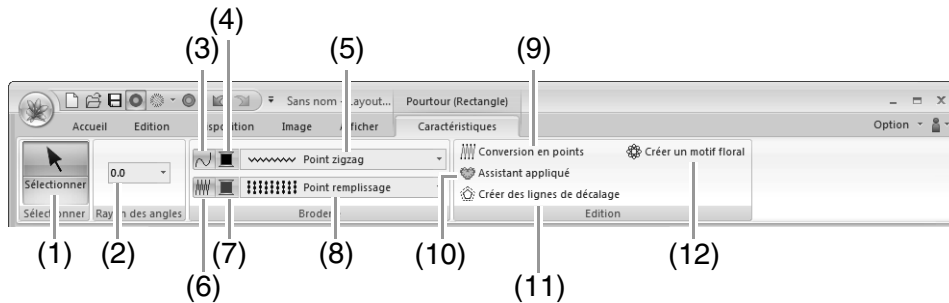 (4)
(3) (5) (9)
Sans nom - Layout... Pourtour (Rectangle)
Accueil Edition Disposition Image Afficher Caractéristiques Option
Sélectionner 0.0 Point zigzag Conversion en points Créer un motif floral
Point remplissage Assistant appliqué
Créer des lignes de décalage
Sélectionner Rayon des angles Broder Edition
(1) (2) (7) (8) (10) (12)
(6) (11)